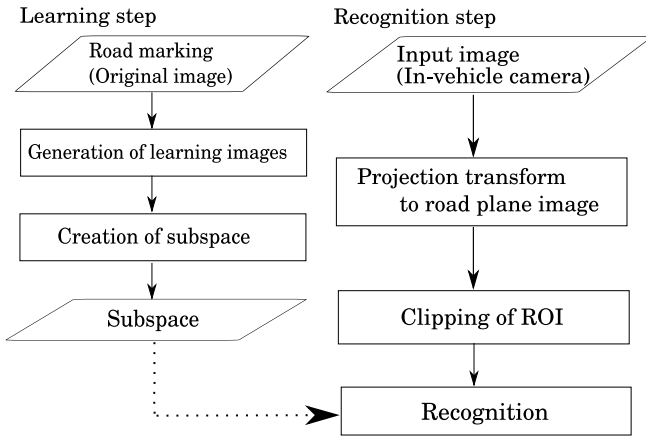 Learning step
Road marking
(Original image)
Generation of learning images
Creation of subspace
Subspace
Recognition step
Input image
(In-vehicle camera)
Projection transform
to road plane image
Clipping of ROI
Recognition